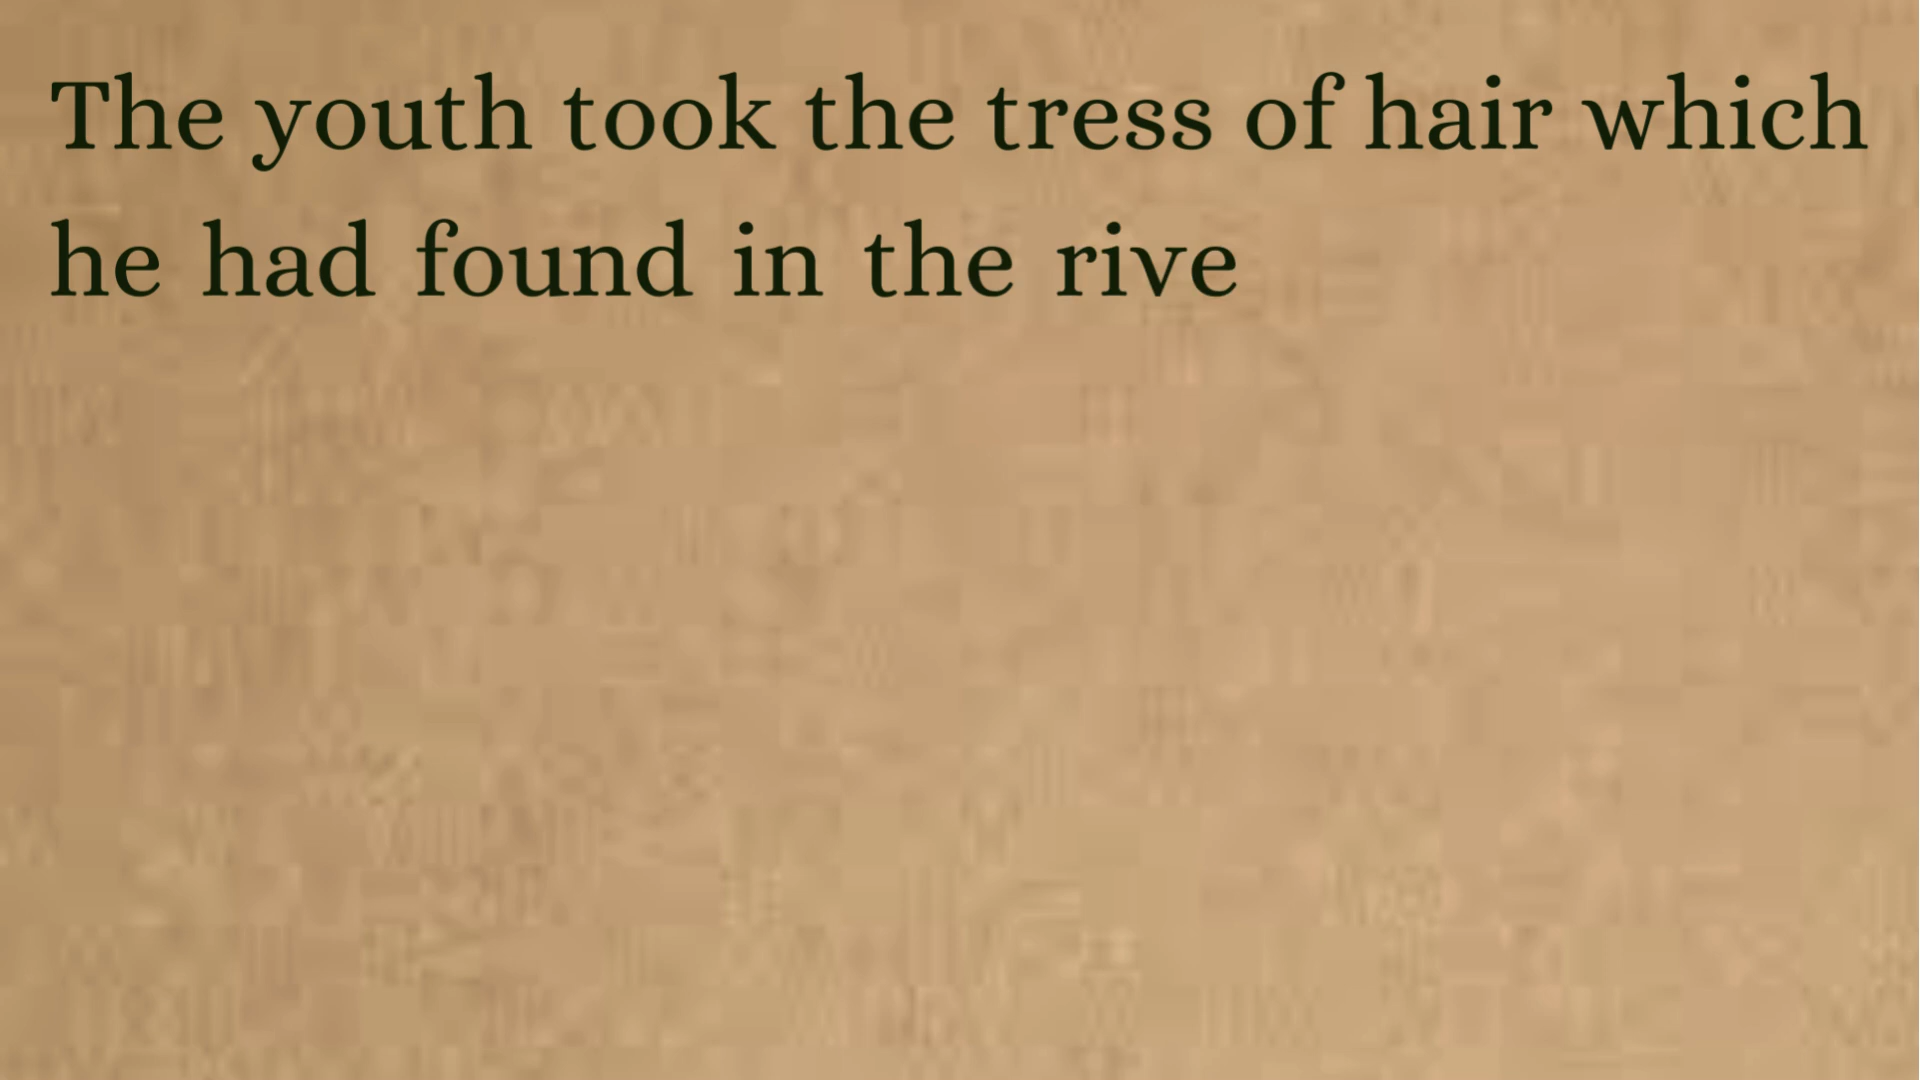 The youth took the tress of hair which
he had found in the rive